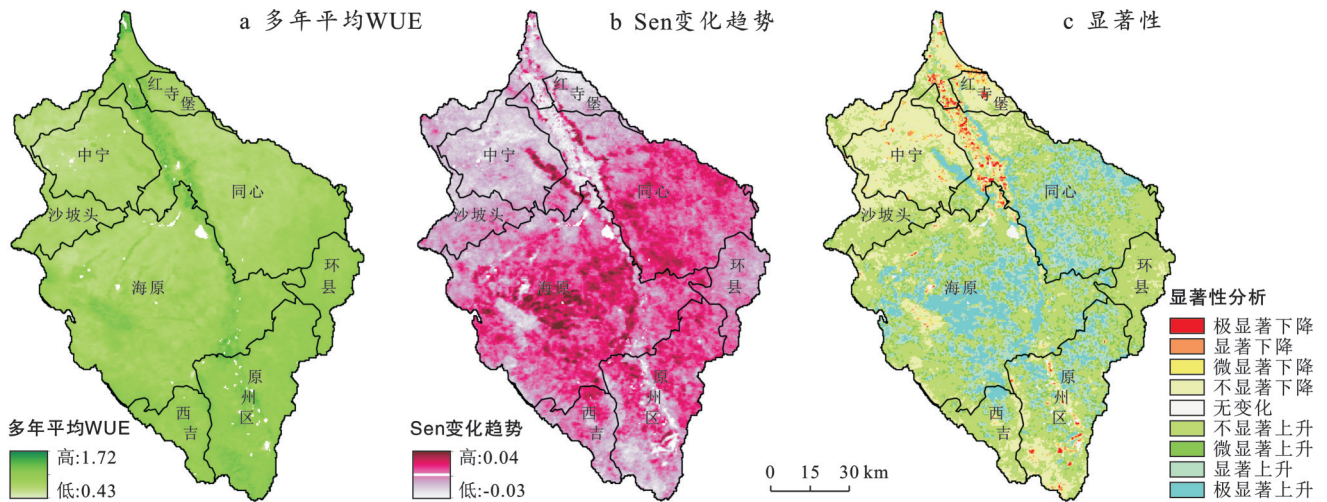 a 多年平均WUE
红寺堡
中宁
同心
沙坡头
环县
海原
原州区
西吉
多年平均WUE
高:1.72
低:0.43
b Sen变化趋势
红寺堡
中宁
同心
沙坡头
环县
海原
原州区
西吉
Sen变化趋势
高:0.04
低:-0.03
0 15 30 km
c 显著性
红寺堡
中宁
同心
沙坡头
环县
海原
原州区
西吉
显著性分析
极显著下降
显著下降
微显著下降
不显著下降
无变化
不显著上升
微显著上升
显著上升
极显著上升